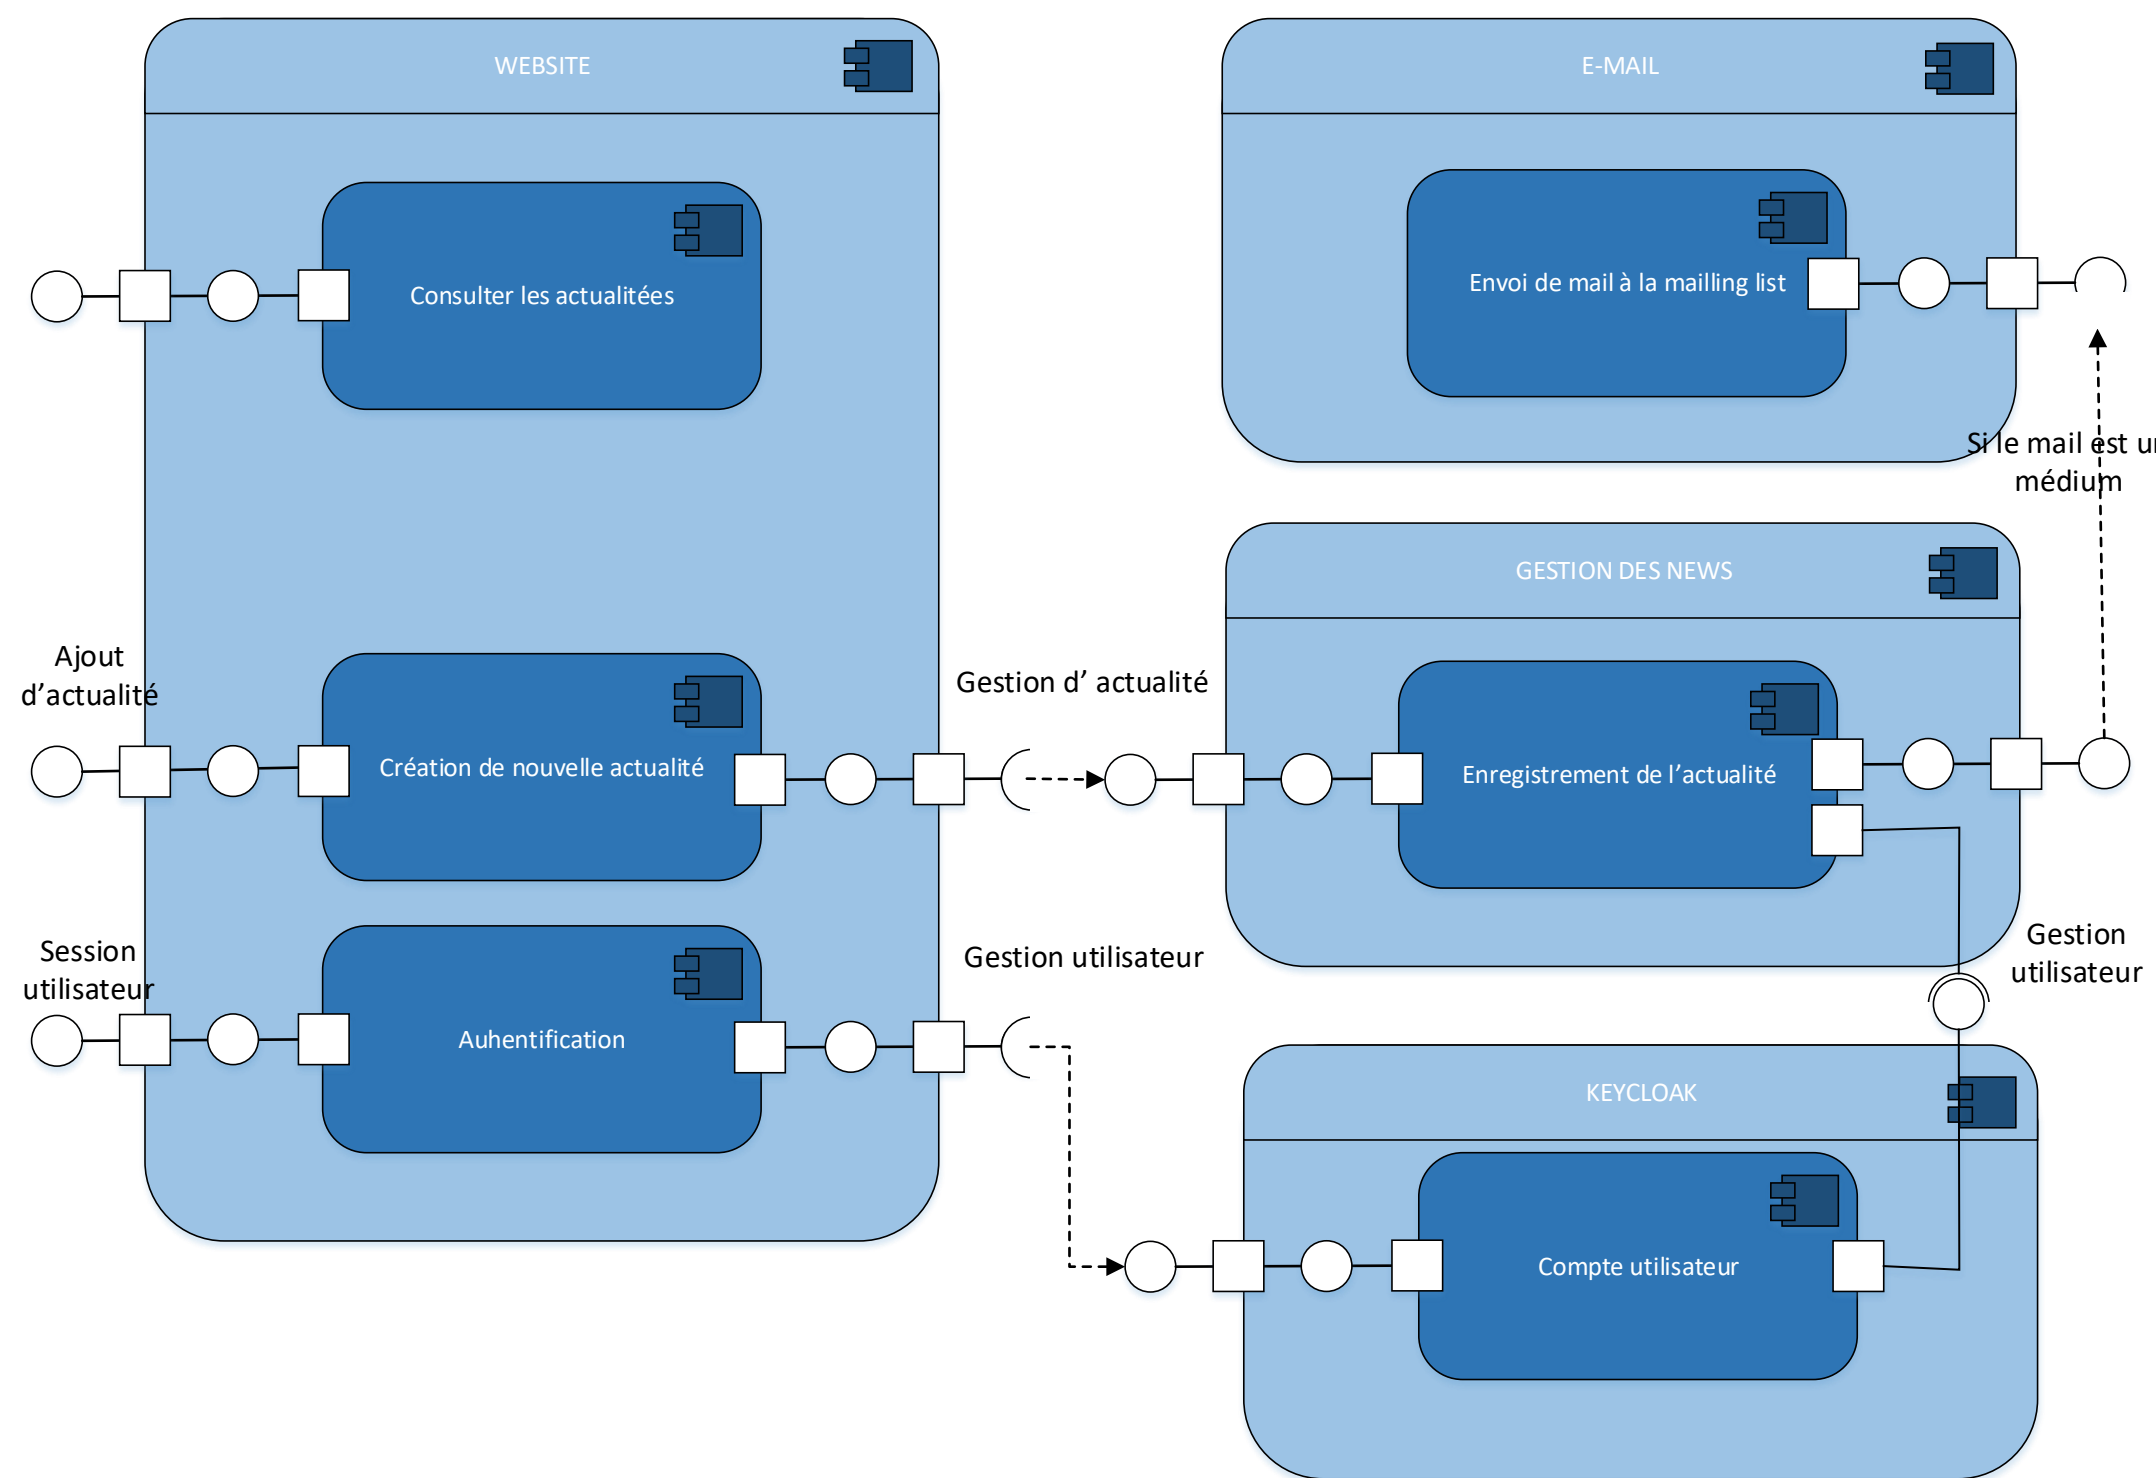 WEBSITE
E-MAIL
Consulter les actualitées
Envoi de mail à la mailling list
Si le mail est un
médium
GESTION DES NEWS
Ajout
d’actualité
Gestion d’ actualité
Création de nouvelle actualité
Enregistrement de l’actualité
Session
utilisateur
Gestion utilisateur
Gestion
utilisateur
Auhentification
KEYCLOAK
Compte utilisateur